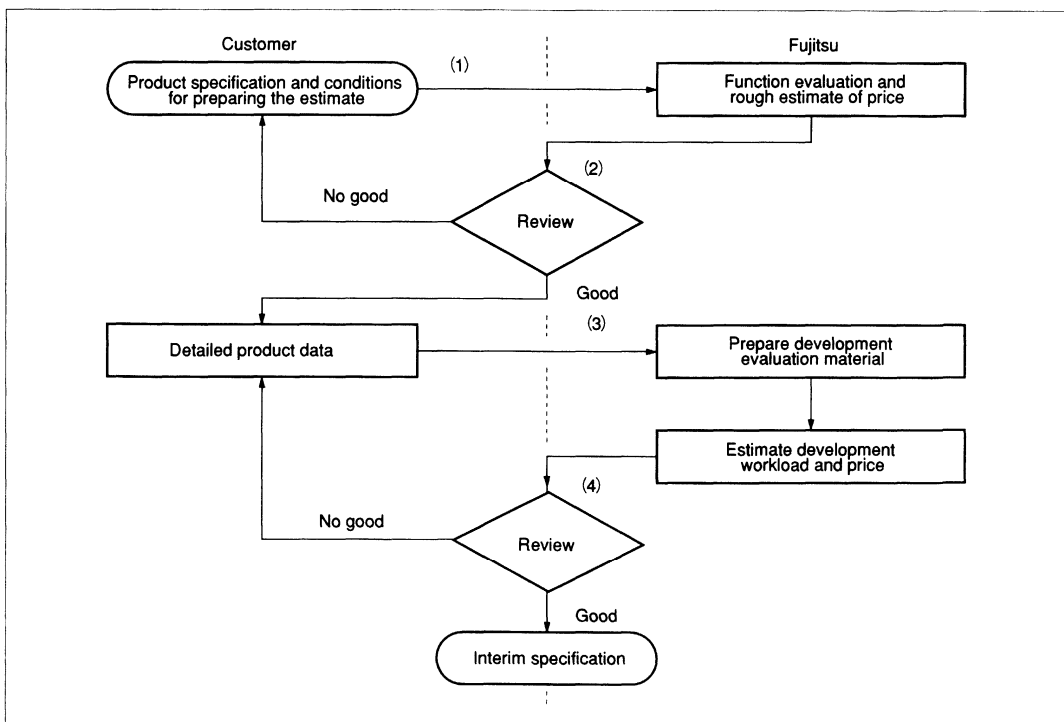 Customer
Fujitsu
(1)
Product specification and conditions
for preparing the estimate
Function evaluation and
rough estimate of price
(2)
No good
Review
Good
(3)
Detailed product data
Prepare development
evaluation material
Estimate development
workload and price
(4)
No good
Review
Good
Interim specification